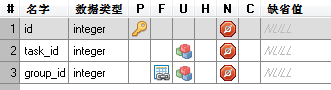 # 名字 数据类型 P F U H N C 缺省值
1 id integer NULL
2 task_id integer NULL
3 group_id integer NULL